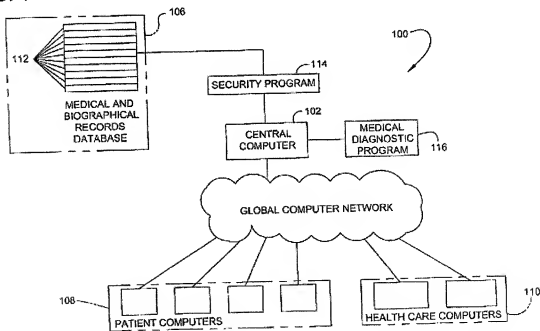 106
100
112
114
SECURITY PROGRAM
MEDICAL AND
BIOGRAPHICAL
RECORDS
DATABASE
102
CENTRAL
COMPUTER
MEDICAL
DIAGNOSTIC
PROGRAM
116
GLOBAL COMPUTER NETWORK
108
PATIENT COMPUTERS
HEALTH CARE COMPUTERS
110